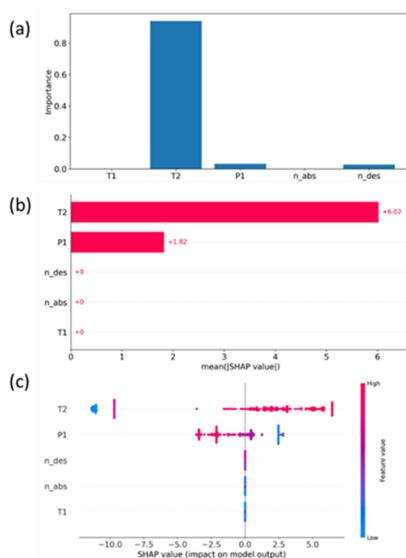 (a)
Importance
0.8
0.6
0.4
0.2
0.0
T1 T2 P1 n_abs n_des
(b)
T2 +6.02
P1 +1.82
n_des +0
n_abs +0
T1 +0
0 1 2 3 4 5 6
mean(|SHAP value|)
(c)
High
T2
P1
n_des
n_abs
T1
Feature value
Low
-10.0 -7.5 -5.0 -2.5 0.0 2.5 5.0
SHAP value (impact on model output)